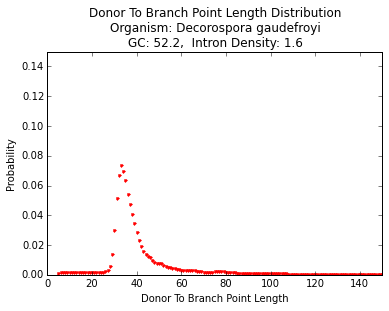 Donor To Branch Point Length Distribution
Organism: Decorospora gaudefroyi
GC: 52.2,  Intron Density: 1.6
0.14
0.12
0.10
0.08
0.06
0.04
0.02
0.00
Probability
0 20 40 60 80 100 120 140
Donor To Branch Point Length